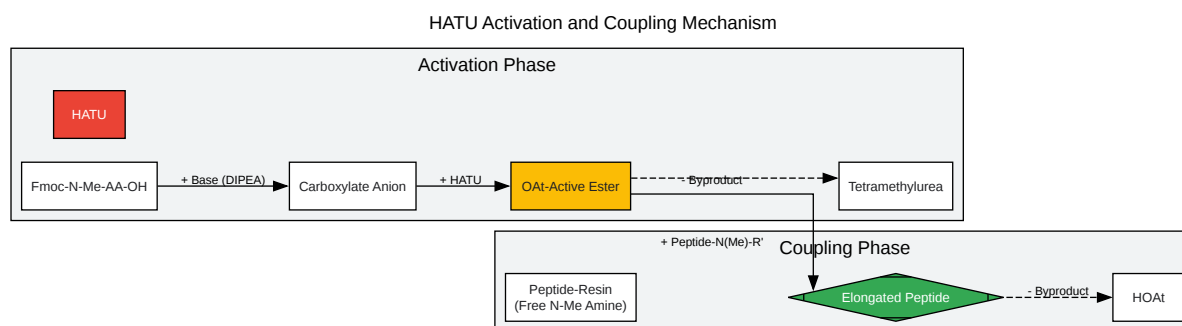 HATU Activation and Coupling Mechanism
Activation Phase
HATU
Fmoc-N-Me-AA-OH
+ Base (DIPEA)
Carboxylate Anion
+ HATU
OAt-Active Ester
- Byproduct
Tetramethylurea
+ Peptide-N(Me)-R'
Coupling Phase
Peptide-Resin
(Free N-Me Amine)
Elongated Peptide
- Byproduct
HOAt